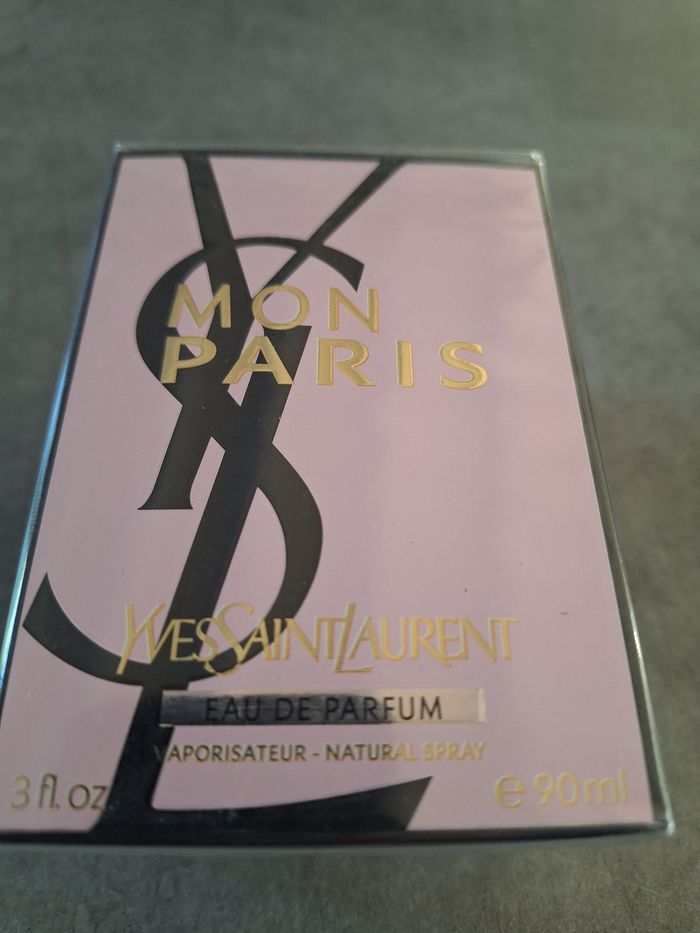 MON
PARIS
YVESSAINTLAURENT
EAU DE PARFUM
VAPORISATEUR - NATURAL SPRAY
3 fl. oz
e 90 ml